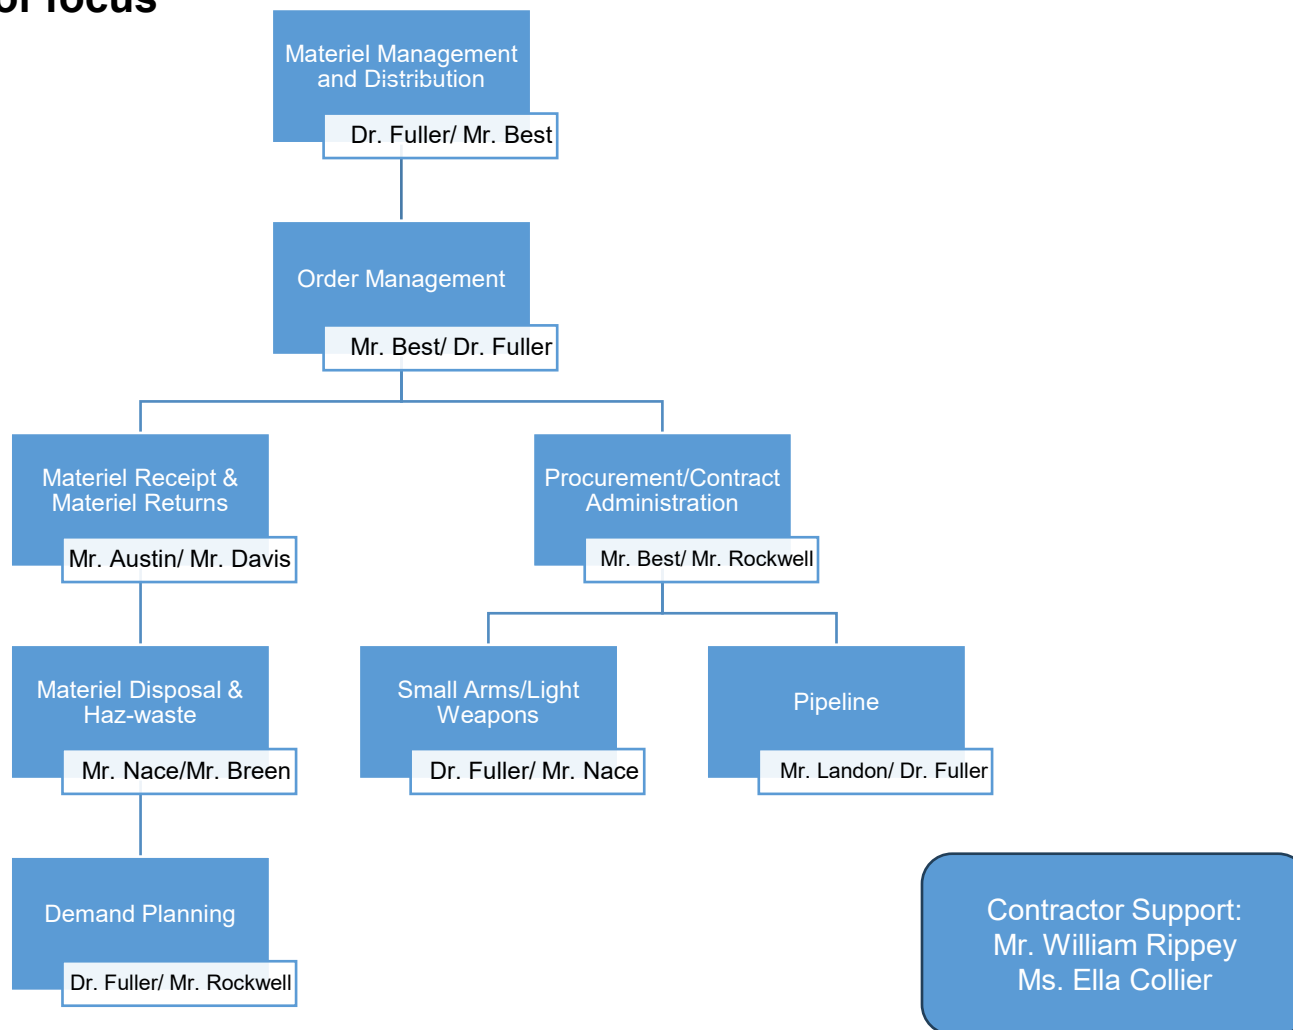 or focus
Materiel Management
and Distribution
Dr. Fuller/ Mr. Best
Order Management
Mr. Best/ Dr. Fuller
Materiel Receipt &
Materiel Returns
Mr. Austin/ Mr. Davis
Procurement/Contract
Administration
Mr. Best/ Mr. Rockwell
Materiel Disposal &
Haz-waste
Mr. Nace/Mr. Breen
Small Arms/Light
Weapons
Dr. Fuller/ Mr. Nace
Pipeline
Mr. Landon/ Dr. Fuller
Demand Planning
Dr. Fuller/ Mr. Rockwell
Contractor Support:
Mr. William Rippey
Ms. Ella Collier